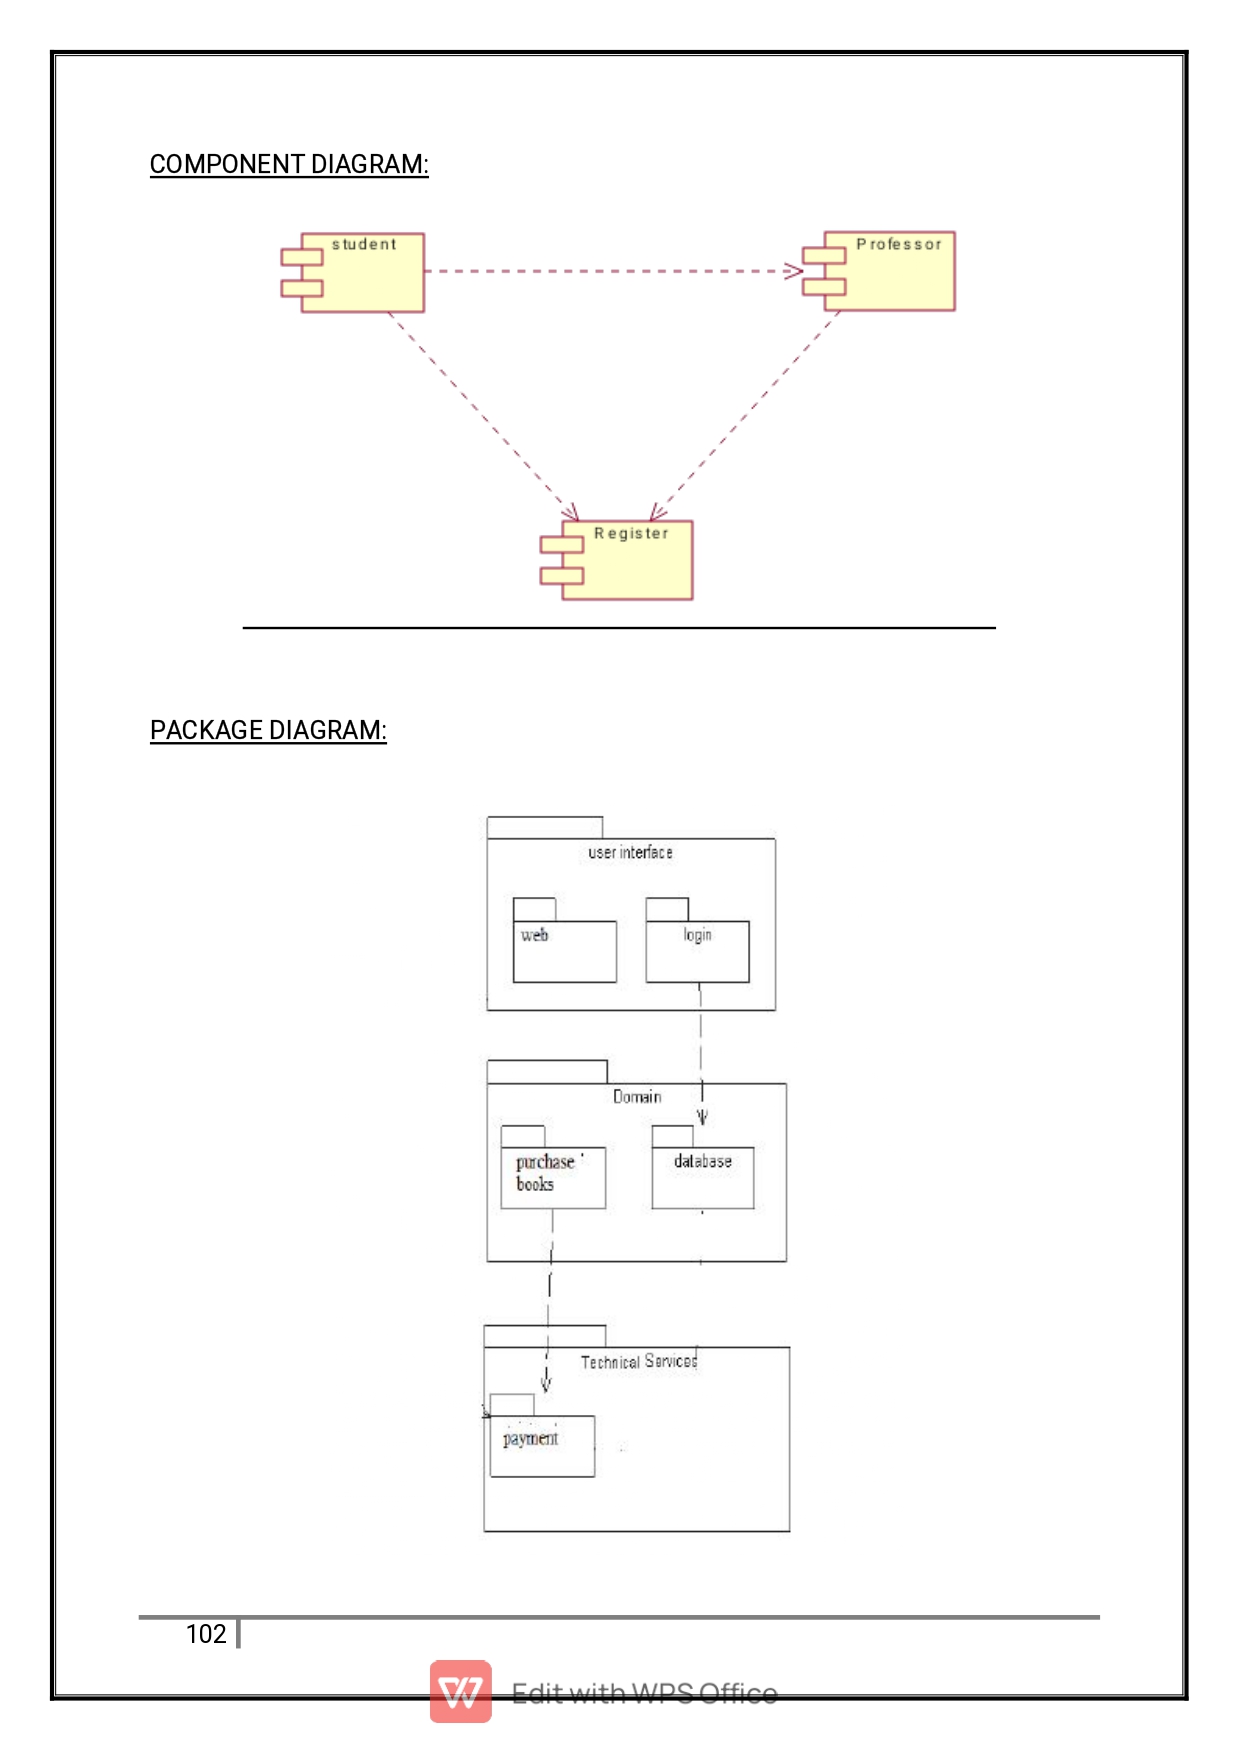 COMPONENT DIAGRAM:
student
Professor
Register
PACKAGE DIAGRAM:
user interface
web
login
Domain
purchase
books
database
Technical Services
payment
102
Edit with WPS Office